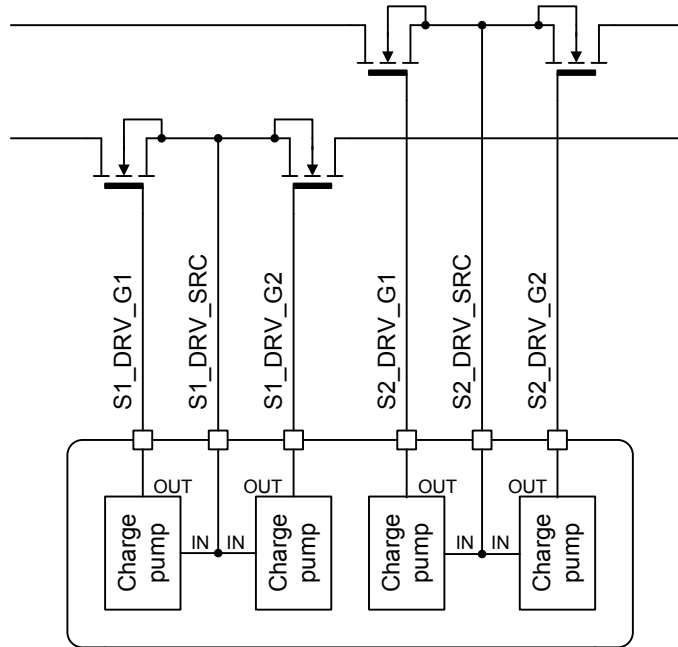 S1_DRV_G1
S1_DRV_SRC
S1_DRV_G2
S2_DRV_G1
S2_DRV_SRC
S2_DRV_G2
OUT
OUT
OUT
OUT
Charge
pump
IN
IN
Charge
pump
Charge
pump
IN
IN
Charge
pump